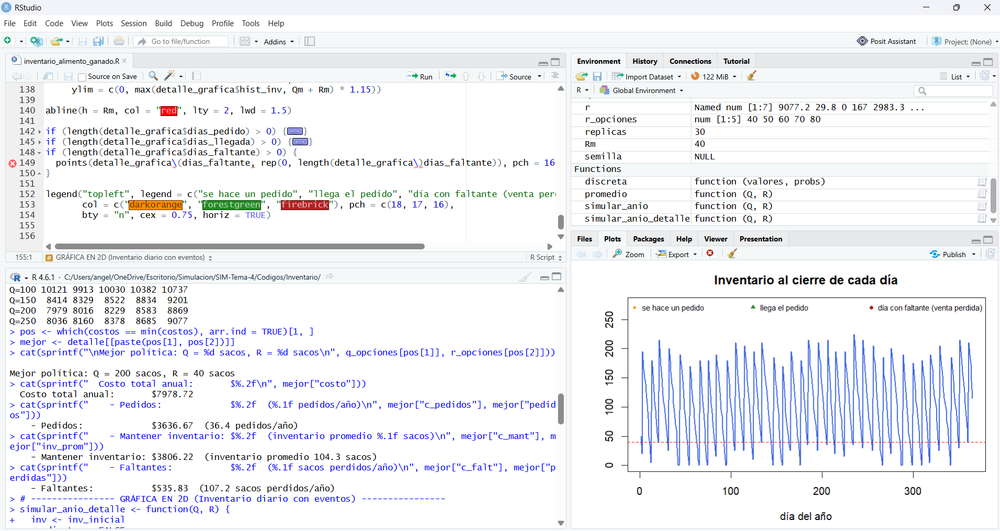 RStudio
File Edit Code View Plots Session Build Debug Profile Tools Help
Go to file/function Addins Posit Assistant Project: (None)
inventario_alimento_ganado.R
Source on Save Run Source
138 ylim = c(0, max(detalle_grafica$hist_inv, Qm + Rm) * 1.15))
139
140 abline(h = Rm, col = "red", lty = 2, lwd = 1.5)
141
142 if (length(detalle_grafica$dias_pedido) > 0) {}
145 if (length(detalle_grafica$dias_llegada) > 0) {}
148 if (length(detalle_grafica$dias_faltante) > 0) {
149 points(detalle_grafica\(dias_faltante, rep(0, length(detalle_grafica\)dias_faltante)), pch = 16
150 }
151
152 legend("topleft", legend = c("se hace un pedido", "llega el pedido", "día con faltante (venta per
153 col = c("darkorange", "forestgreen", "firebrick"), pch = c(18, 17, 16),
154 bty = "n", cex = 0.75, horiz = TRUE)
155
156
155:1 # GRÁFICA EN 2D (Inventario diario con eventos) R Script
R 4.6.1 · C:/Users/angel/OneDrive/Escritorio/Simulacion/SIM-Tema-4/Codigos/Inventario/
Q=100 10121 9913 10030 10382 10737
Q=150 8414 8329 8522 8834 9201
Q=200 7979 8016 8229 8583 8869
Q=250 8036 8160 8378 8685 9077
> pos <- which(costos == min(costos), arr.ind = TRUE)[1, ]
> mejor <- detalle[[paste(pos[1], pos[2])]]
> cat(sprintf("\nMejor política: Q = %d sacos, R = %d sacos\n", q_opciones[pos[1]], r_opciones[pos[2]]))
Mejor política: Q = 200 sacos, R = 40 sacos
> cat(sprintf(" Costo total anual: $%.2f\n", mejor["costo"]))
Costo total anual: $7978.72
> cat(sprintf(" - Pedidos: $%.2f (%.1f pedidos/año)\n", mejor["c_pedidos"], mejor["pedid
os"]))
- Pedidos: $3636.67 (36.4 pedidos/año)
> cat(sprintf(" - Mantener inventario: $%.2f (inventario promedio %.1f sacos)\n", mejor["c_mant"], m
ejor["inv_prom"]))
- Mantener inventario: $3806.22 (inventario promedio 104.3 sacos)
> cat(sprintf(" - Faltantes: $%.2f (%.1f sacos perdidos/año)\n", mejor["c_falt"], mejor["p
erdidas"]))
- Faltantes: $535.83 (107.2 sacos perdidos/año)
> # ---------------- GRÁFICA EN 2D (Inventario diario con eventos) ----------------
> simular_anio_detalle <- function(Q, R) {
+ inv <- inv_inicial
Environment History Connections Tutorial
Import Dataset 122 MiB List
R Global Environment
r Named num [1:7] 9077.2 29.8 0 167 2983.3 ...
r_opciones num [1:5] 40 50 60 70 80
replicas 30
Rm 40
semilla NULL
Functions
discreta function (valores, probs)
promedio function (Q, R)
simular_anio function (Q, R)
simular_anio_detalle function (Q, R)
Files Plots Packages Help Viewer Presentation
Zoom Export Publish
Inventario al cierre de cada día
se hace un pedido llega el pedido día con faltante (venta perdida)
250
200
150
100
50
0
0 100 200 300
día del año